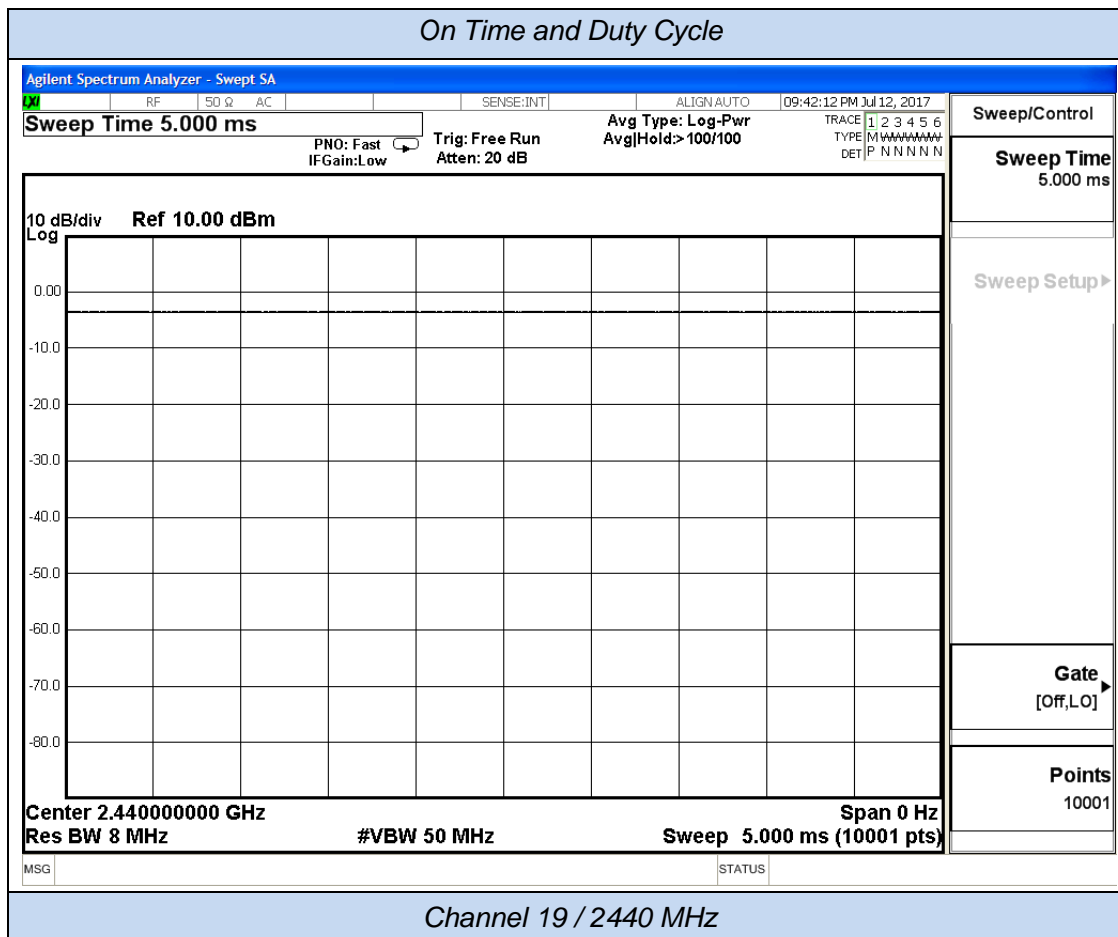 On Time and Duty Cycle
Agilent Spectrum Analyzer - Swept SA
LXI RF 50 Ω AC SENSE:INT ALIGN AUTO 09:42:12 PM Jul 12, 2017
Sweep Time 5.000 ms
PNO: Fast
IFGain:Low
Trig: Free Run
Atten: 20 dB
Avg Type: Log-Pwr
Avg|Hold:>100/100
TRACE 1 2 3 4 5 6
TYPE M WWWWW
DET P N N N N N
Sweep/Control
Sweep Time
5.000 ms
Sweep Setup
Gate
[Off,LO]
Points
10001
10 dB/div Ref 10.00 dBm
Log
0.00
-10.0
-20.0
-30.0
-40.0
-50.0
-60.0
-70.0
-80.0
Center 2.440000000 GHz Span 0 Hz
Res BW 8 MHz #VBW 50 MHz Sweep 5.000 ms (10001 pts)
MSG STATUS
Channel 19 / 2440 MHz